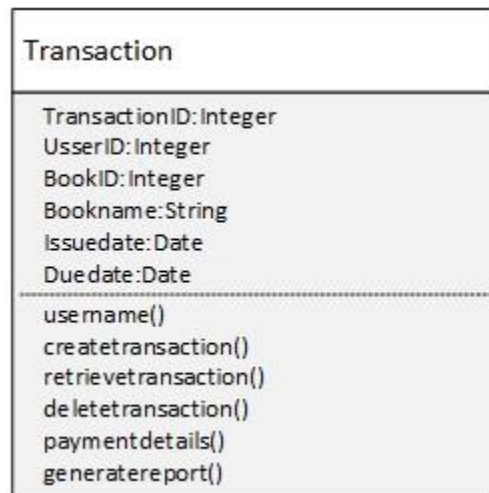 Transaction
TransactionID:Integer
UsserID:Integer
BookID:Integer
Bookname:String
Issuedate:Date
Duedate:Date
username()
createtransaction()
retrievetransaction()
deletetransaction()
paymentdetails()
generatereport()